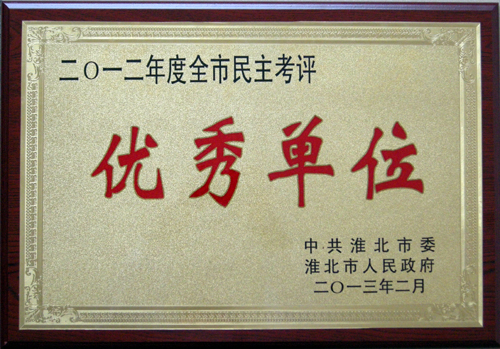 二〇一二年度全市民主考评
优秀单位
中共淮北市委
淮北市人民政府
二〇一三年二月